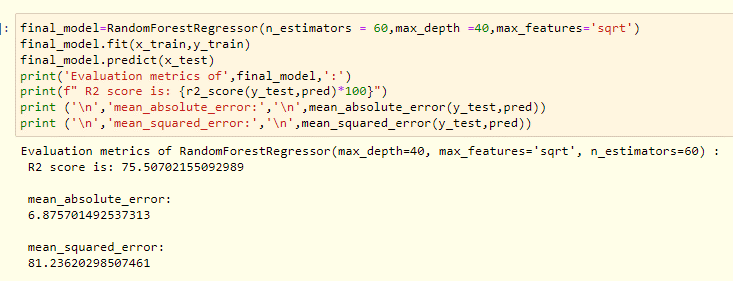 ]: final_model=RandomForestRegressor(n_estimators = 60,max_depth =40,max_features='sqrt')
final_model.fit(x_train,y_train)
final_model.predict(x_test)
print('Evaluation metrics of',final_model,':')
print(f" R2 score is: {r2_score(y_test,pred)*100}")
print ('\n','mean_absolute_error:','\n',mean_absolute_error(y_test,pred))
print ('\n','mean_squared_error:','\n',mean_squared_error(y_test,pred))
Evaluation metrics of RandomForestRegressor(max_depth=40, max_features='sqrt', n_estimators=60) :
R2 score is: 75.50702155092989
mean_absolute_error:
6.875701492537313
mean_squared_error:
81.23620298507461